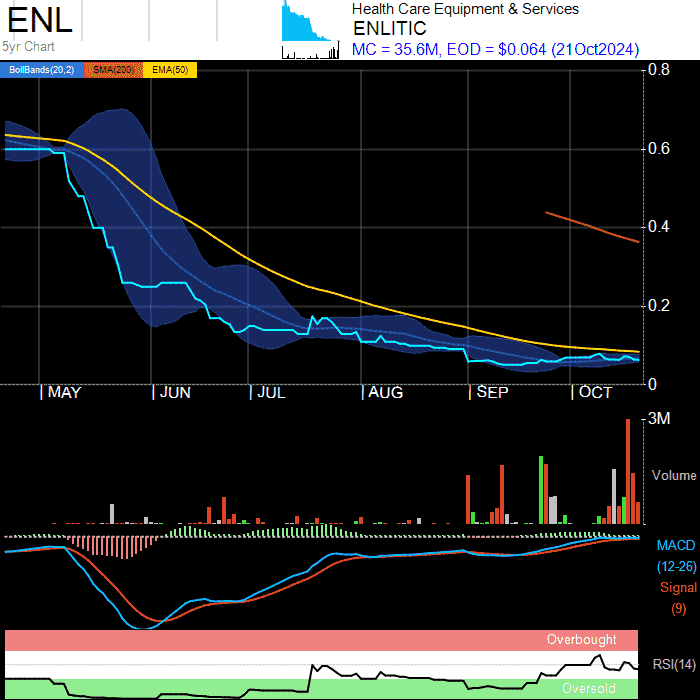 ENL
5yr Chart
Health Care Equipment & Services
ENLITIC
MC = 35.6M, EOD = $0.064 (21Oct2024)
BollBands(20,2) SMA(200) EMA(50)
0.8
0.6
0.4
0.2
0
MAY JUN JUL AUG SEP OCT
3M
Volume
MACD
(12-26)
Signal
(9)
Overbought
RSI(14)
Oversold